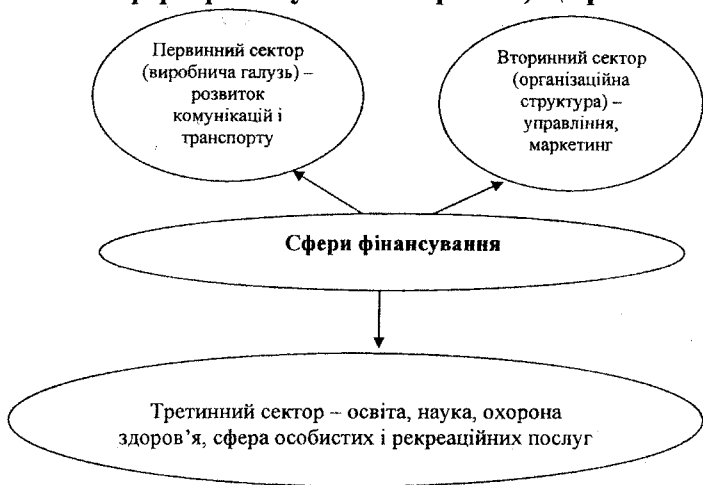 Первинний сектор
(виробнича галузь) –
розвиток
комунікацій і
транспорту
Вторинний сектор
(організаційна
структура) –
управління,
маркетинг
Сфери фінансування
Третинний сектор – освіта, наука, охорона
здоров’я, сфера особистих і рекреаційних послуг